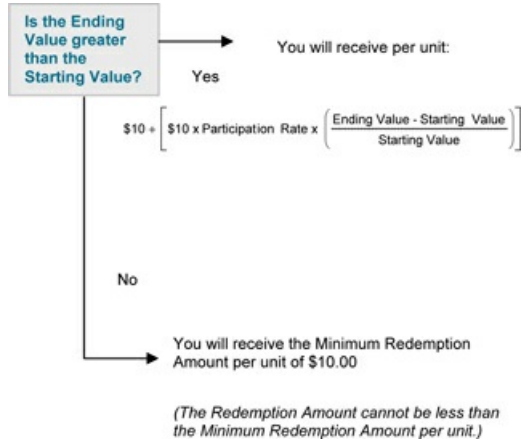 Is the Ending
Value greater
than the
Starting Value?
You will receive per unit:
Yes
$10 + [ $10 x Participation Rate x ( Ending Value - Starting Value
Starting Value ) ]
No
You will receive the Minimum Redemption
Amount per unit of $10.00
(The Redemption Amount cannot be less than
the Minimum Redemption Amount per unit.)